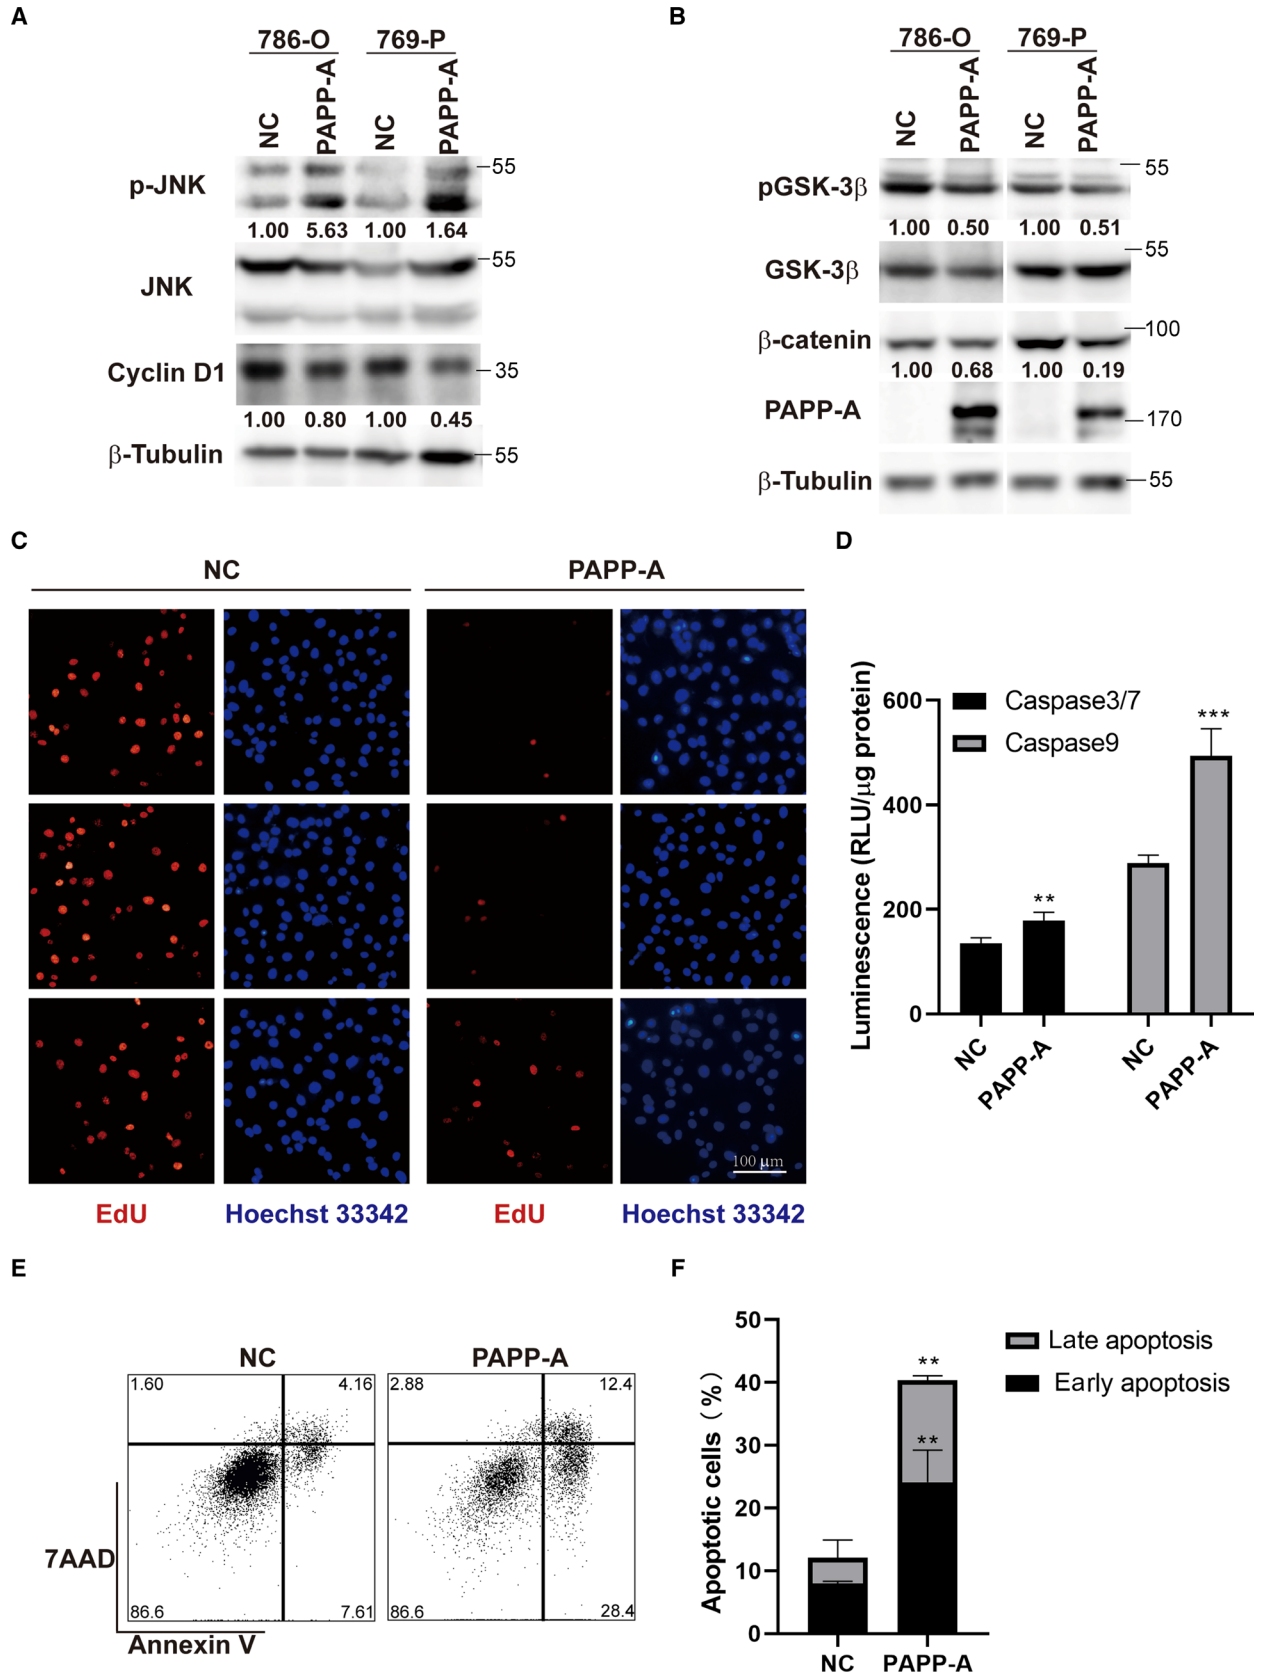 A
786-O 769-P
NC PAPP-A NC PAPP-A
p-JNK
55
1.00 5.63 1.00 1.64
JNK
55
Cyclin D1
35
1.00 0.80 1.00 0.45
β-Tubulin
55
B
786-O 769-P
NC PAPP-A NC PAPP-A
pGSK-3β
55
1.00 0.50 1.00 0.51
GSK-3β
55
β-catenin
100
1.00 0.68 1.00 0.19
PAPP-A
170
β-Tubulin
55
C
NC PAPP-A
100 μm
EdU Hoechst 33342 EdU Hoechst 33342
D
Luminescence (RLU/μg protein)
600
400
200
0
Caspase3/7
Caspase9
**
***
NC PAPP-A NC PAPP-A
E
NC PAPP-A
1.60 4.16 2.88 12.4
7AAD
86.6 7.61 86.6 28.4
Annexin V
F
Apoptotic cells (%)
50
40
30
20
10
0
**
**
Late apoptosis
Early apoptosis
NC PAPP-A